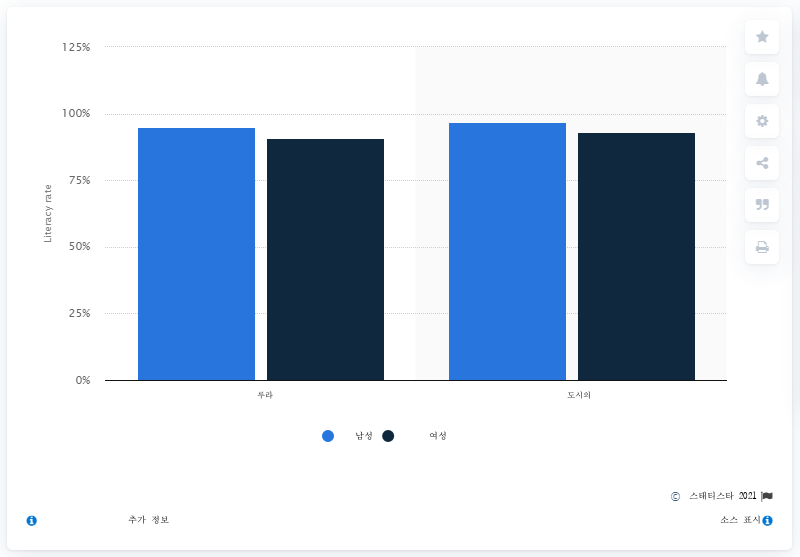 125%
100%
75%
50%
25%
0%
Literacy rate
루라
도시의
남성
여성
© 스태티스타 2021
추가 정보
소스 표시